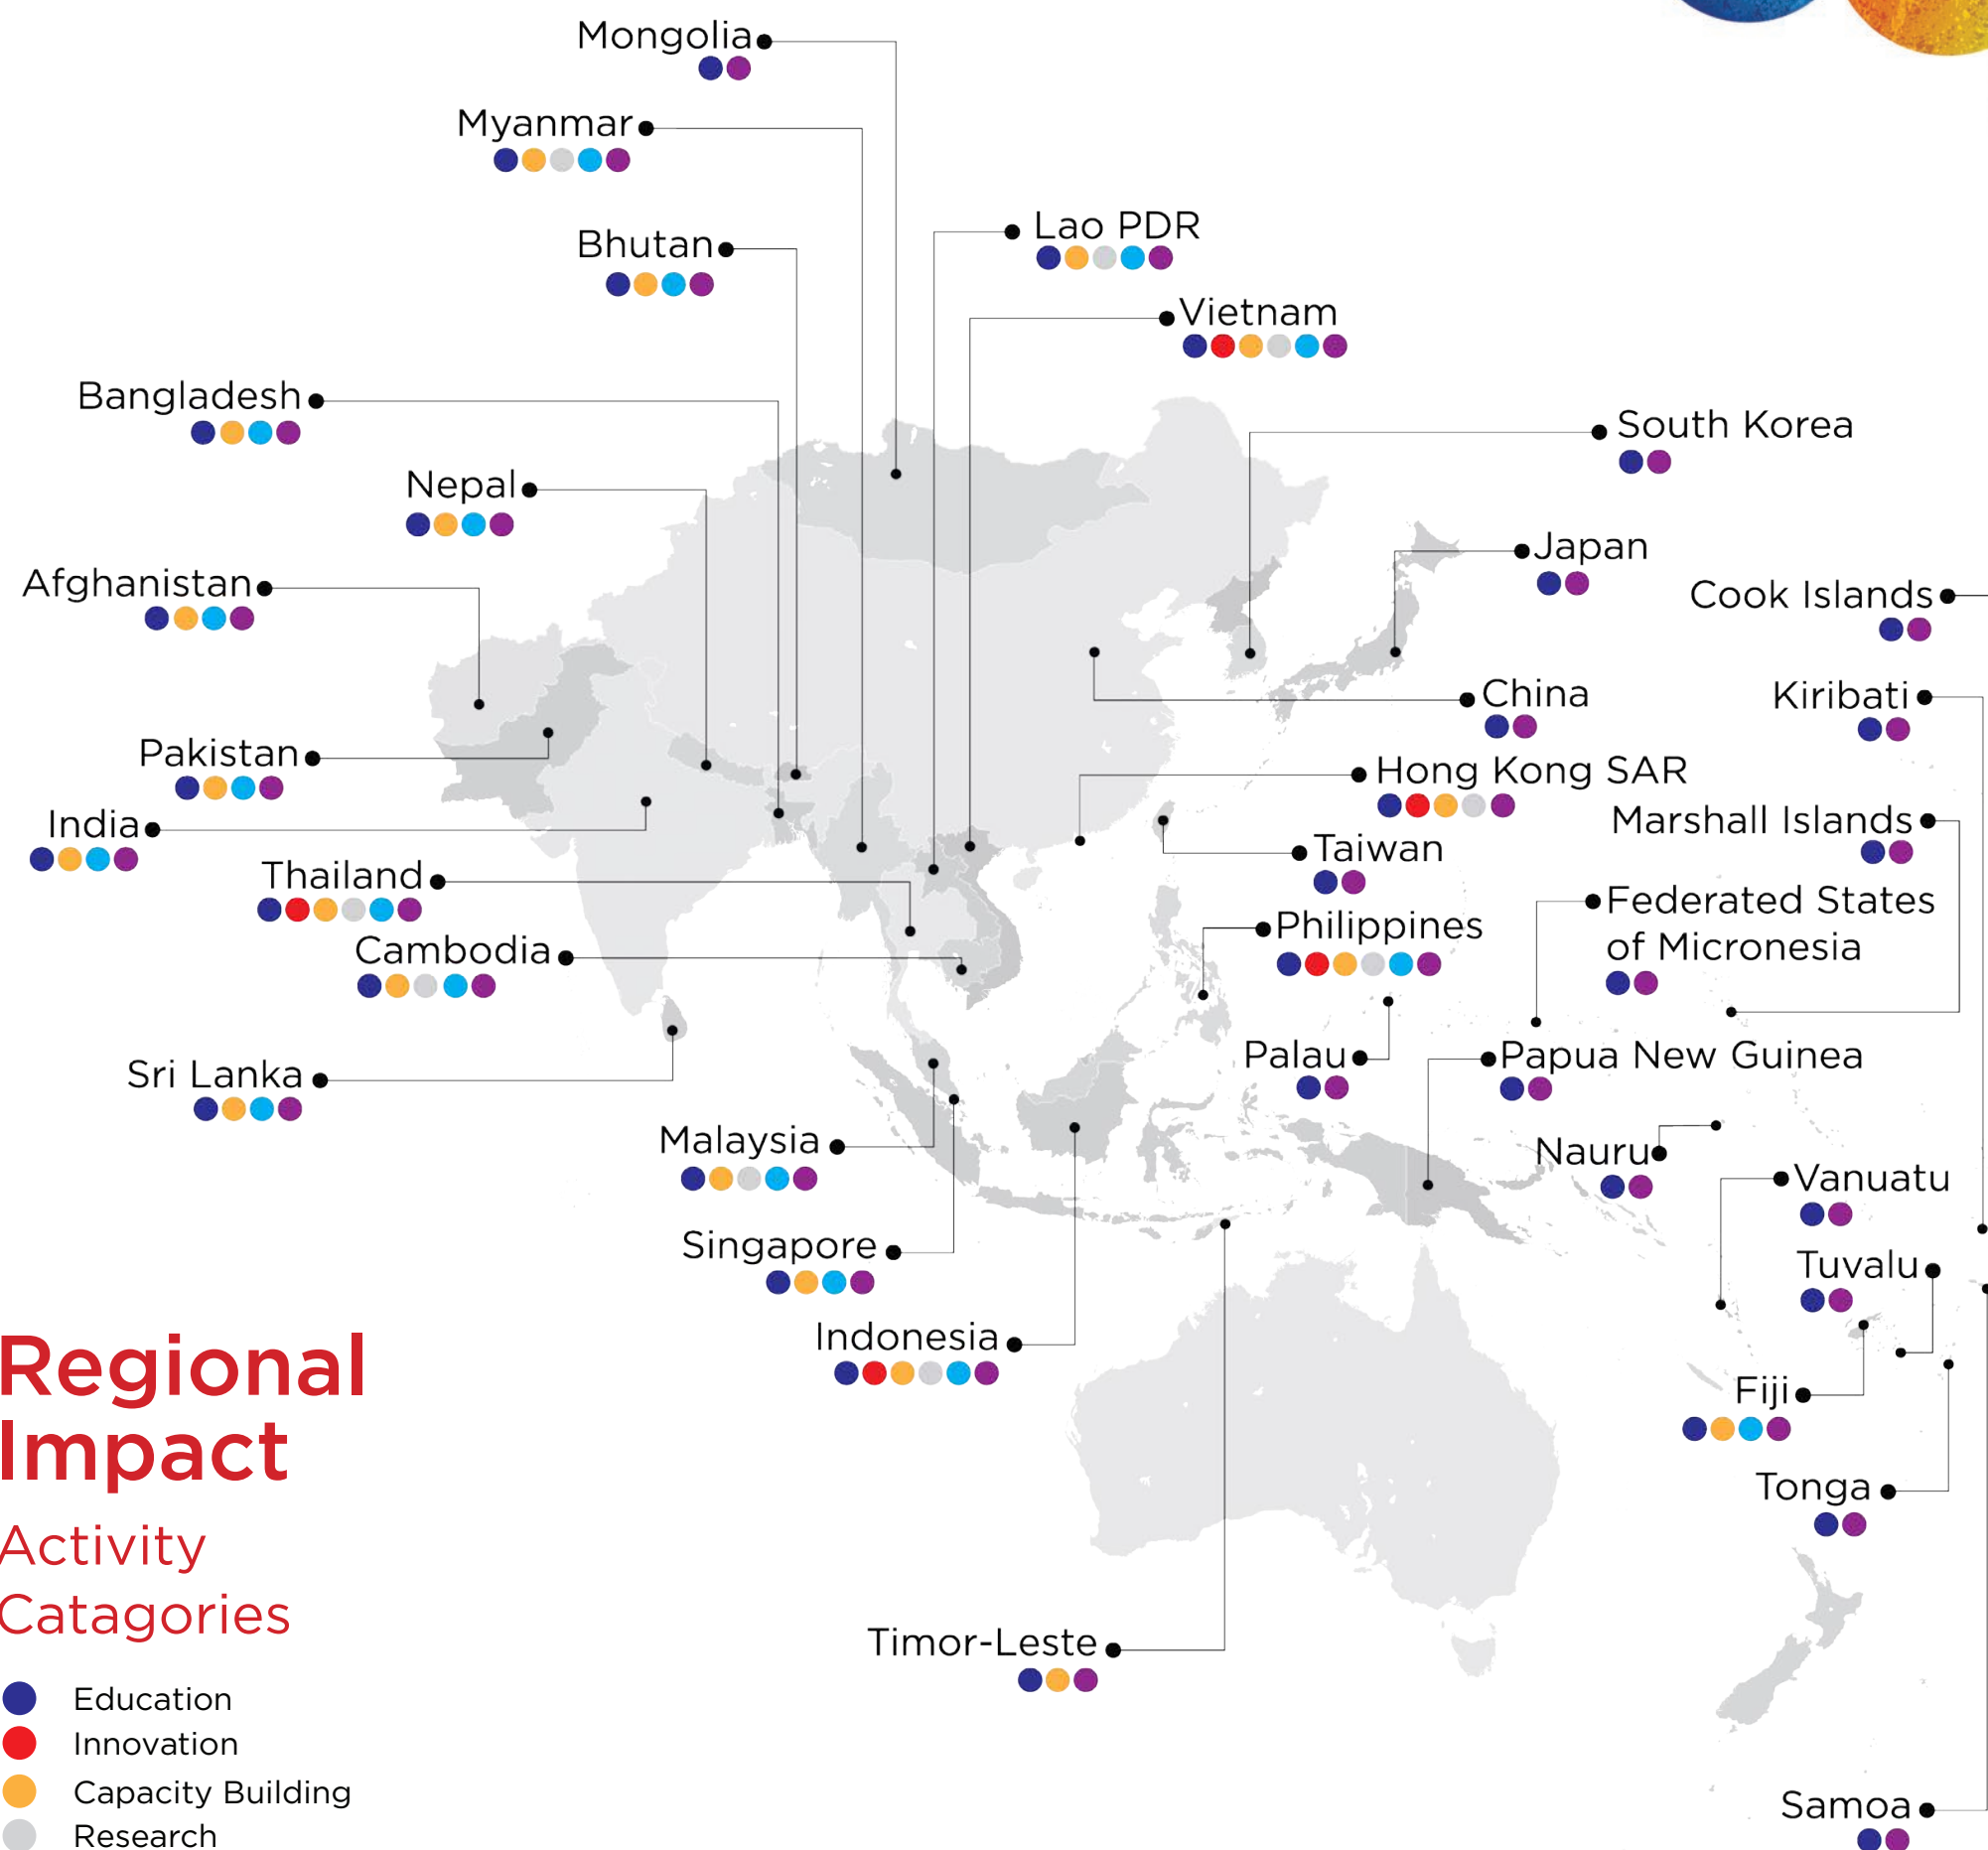 Mongolia
Myanmar
Lao PDR
Bhutan
Vietnam
Bangladesh
South Korea
Nepal
Japan
Afghanistan
Cook Islands
China
Kiribati
Pakistan
Hong Kong SAR
India
Marshall Islands
Taiwan
Thailand
Federated States
of Micronesia
Philippines
Cambodia
Palau
Papua New Guinea
Sri Lanka
Malaysia
Nauru
Vanuatu
Singapore
Tuvalu
Indonesia
Fiji
Tonga
Regional
Impact
Activity
Catagories
Timor-Leste
Education
Innovation
Capacity Building
Research
Samoa